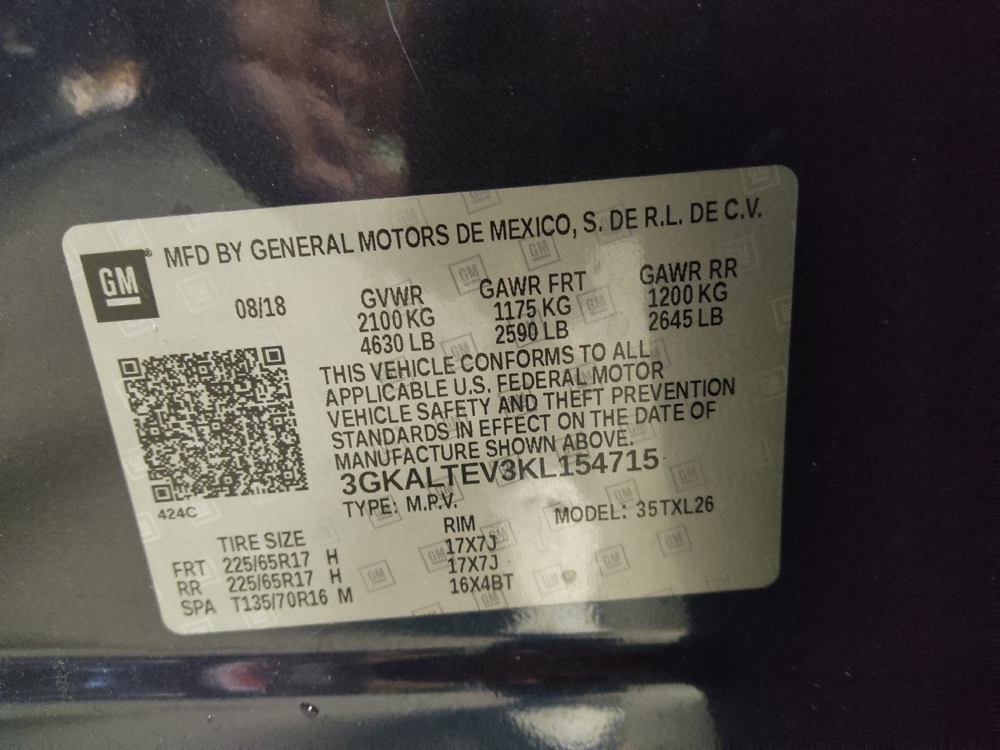 GM
MFD BY GENERAL MOTORS DE MEXICO, S. DE R.L. DE C.V.
08/18
GVWR GAWR FRT GAWR RR
2100 KG 1175 KG 1200 KG
4630 LB 2590 LB 2645 LB
THIS VEHICLE CONFORMS TO ALL
APPLICABLE U.S. FEDERAL MOTOR
VEHICLE SAFETY AND THEFT PREVENTION
STANDARDS IN EFFECT ON THE DATE OF
MANUFACTURE SHOWN ABOVE.
3GKALTEV3KL154715
424C
TYPE: M.P.V. MODEL: 35TXL26
TIRE SIZE RIM
FRT 225/65R17 H 17X7J
RR 225/65R17 H 17X7J
SPA T135/70R16 M 16X4BT